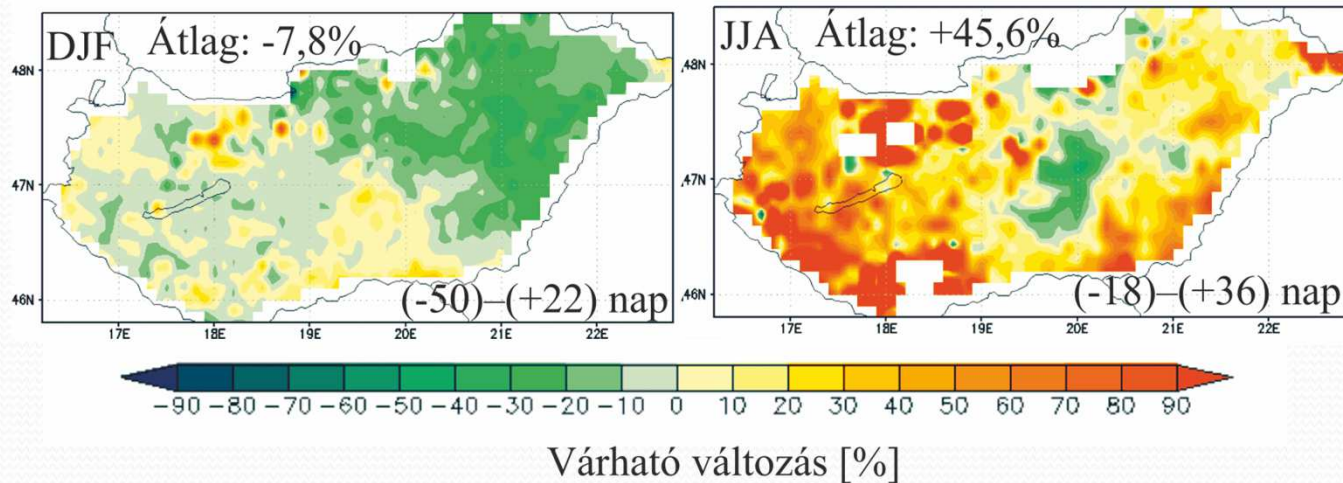 DJF Átlag: -7,8%
48N
47N
46N
(-50)–(+22) nap
17E 18E 19E 20E 21E 22E
JJA Átlag: +45,6%
48N
47N
46N
(-18)–(+36) nap
17E 18E 19E 20E 21E 22E
-90 -80 -70 -60 -50 -40 -30 -20 -10 0 10 20 30 40 50 60 70 80 90
Várható változás [%]